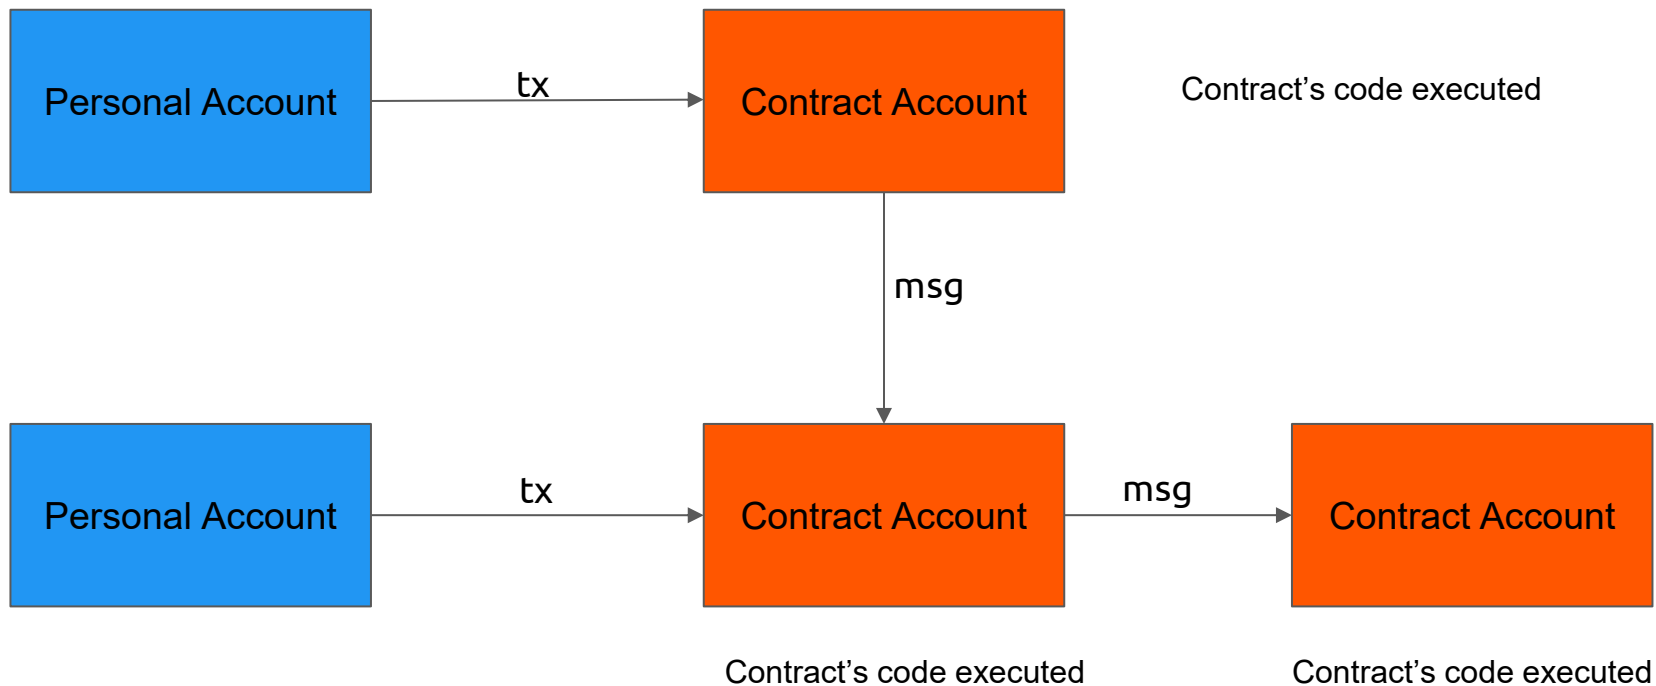 Personal Account
tx
Contract Account
Contract’s code executed
msg
Personal Account
tx
Contract Account
msg
Contract Account
Contract’s code executed
Contract’s code executed